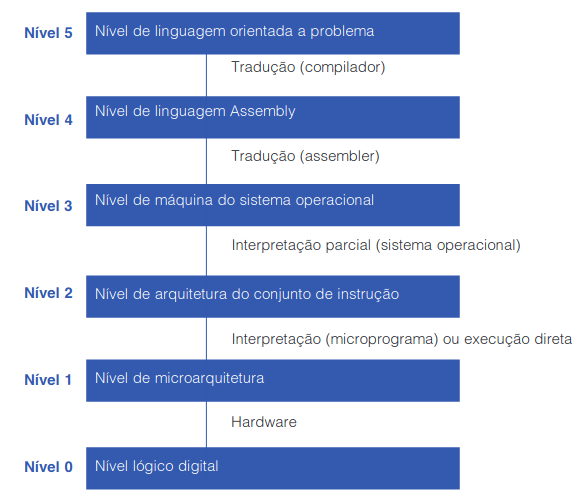 Nível 5
Nível de linguagem orientada a problema
Tradução (compilador)
Nível 4
Nível de linguagem Assembly
Tradução (assembler)
Nível 3
Nível de máquina do sistema operacional
Interpretação parcial (sistema operacional)
Nível 2
Nível de arquitetura do conjunto de instrução
Interpretação (microprograma) ou execução direta
Nível 1
Nível de microarquitetura
Hardware
Nível 0
Nível lógico digital